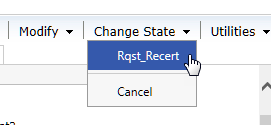 Modify Change State Utilities
Rqst_Recert
Cancel